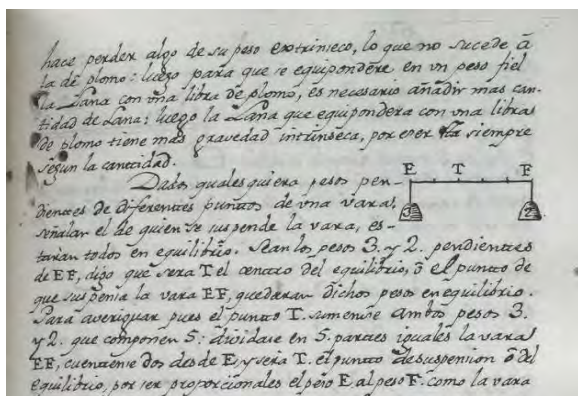 hace perder algo de su peso extrinseco, lo que no sucede à
la de plomo: luego para que se equipondère en vn peso fiel
la Lana con vna libra de plomo, es necesario añadir mas can-
tidad de Lana: luego la Lana que equipondera con vna libra
de plomo tiene mas gravedad intrinseca, por ser esta siempre
segun la cantidad.
E T F
Dados qualesquiera pesos pen-
dientes de diferentes puntos de vna vara,
señalar el de quien se suspende la vara, es-
3 2
taran todos en equilibrio. Sean los pesos 3. y 2. pendientes
de EF, digo que sera T. el centro del equilibrio, ò el punto de
que suspensa la vara EF, quedaran dichos pesos en equilibrio.
Para averiguar pues el punto T. sumense ambos pesos 3.
y 2. que componen 5: dividase en 5. partes iguales la vara
EF, cuentense dos desde E, y sera T. el punto de suspension ò del
equilibrio, por ser proporcionales el peso E, al peso F. como la vara